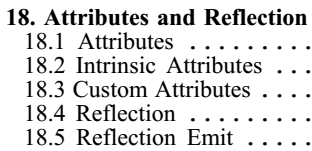 18. Attributes and Reflection
18.1 Attributes . . . . . . . . .
18.2 Intrinsic Attributes . . .
18.3 Custom Attributes . . . .
18.4 Reflection . . . . . . . . .
18.5 Reflection Emit . . . . .